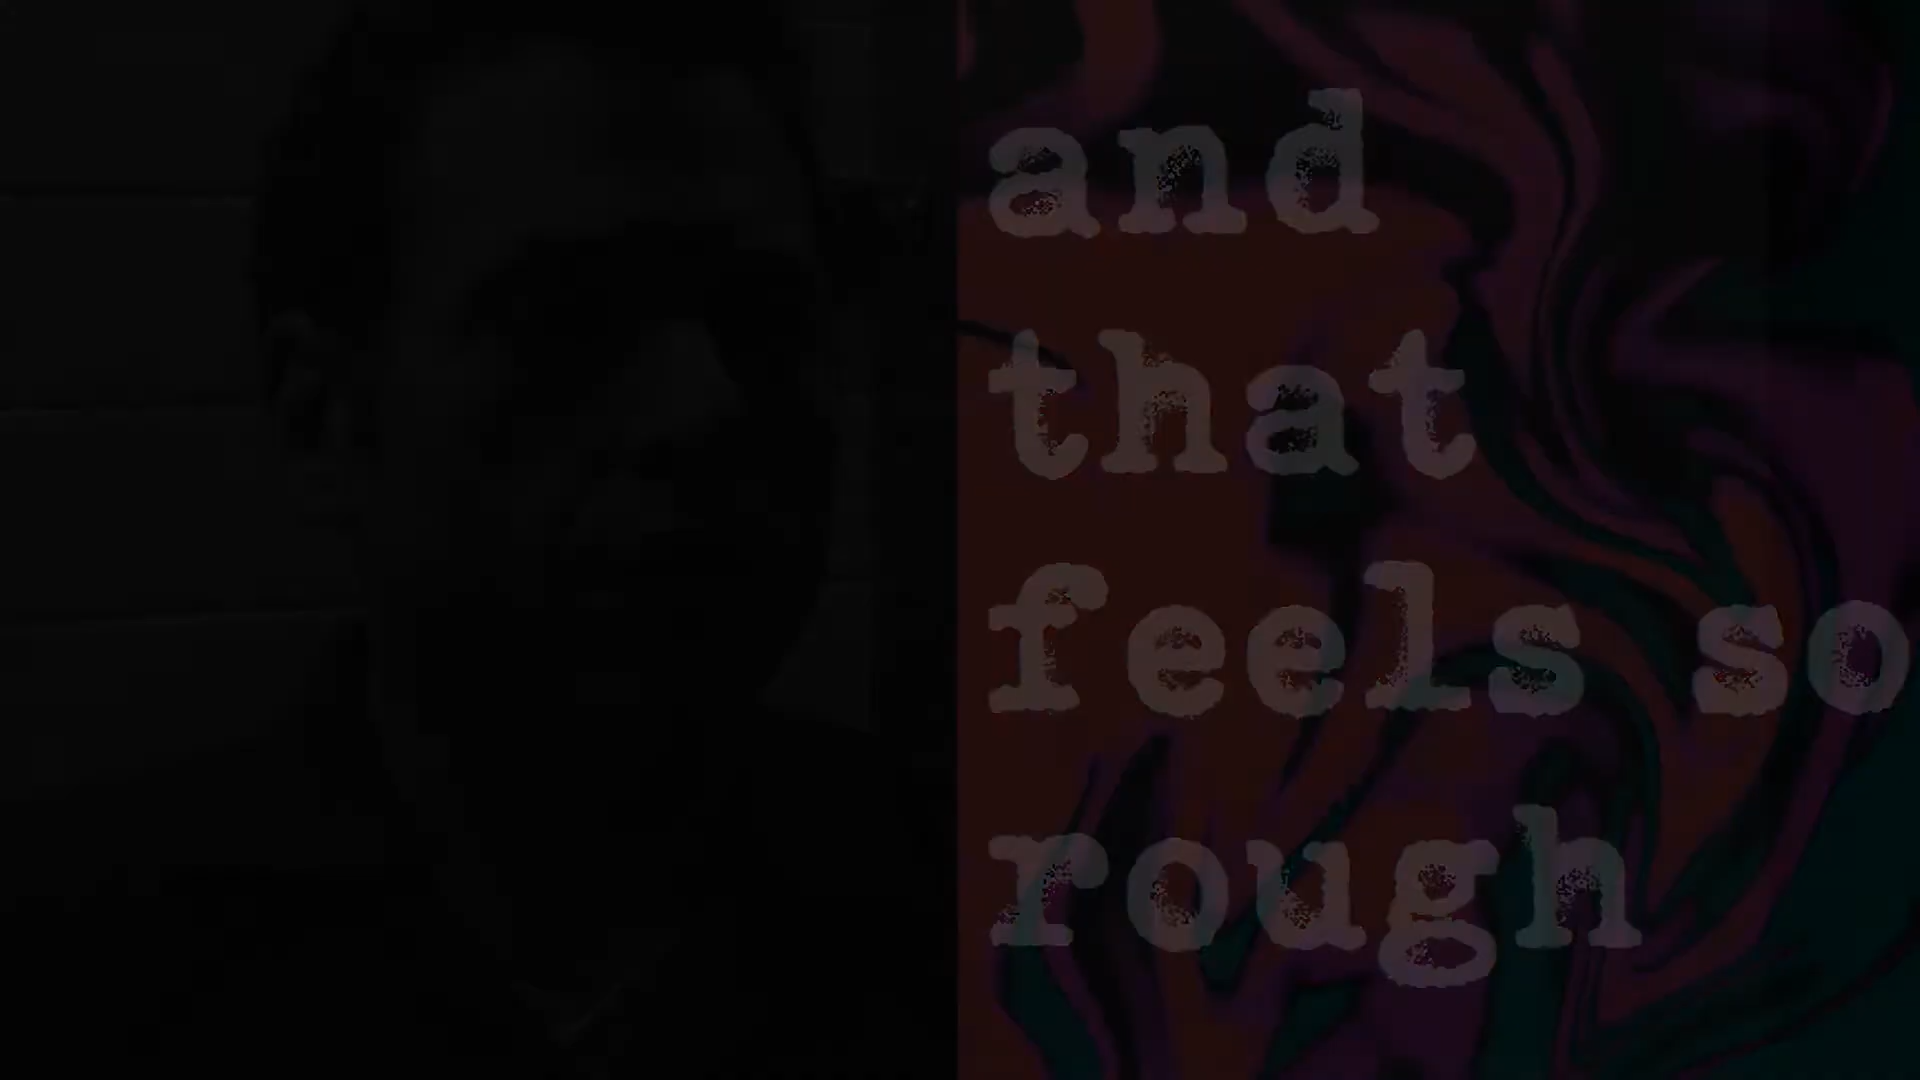 and
that
feels so
rough